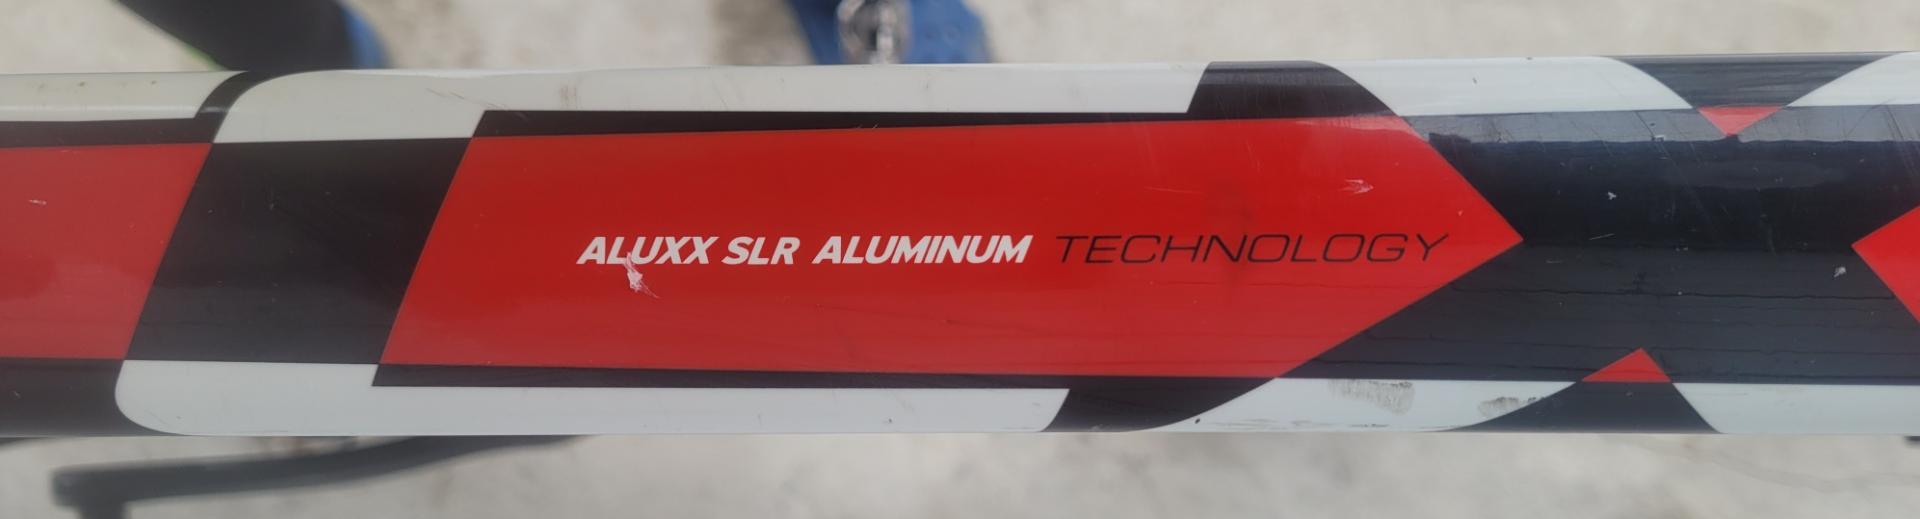 ALUXX SLR ALUMINUM TECHNOLOGY